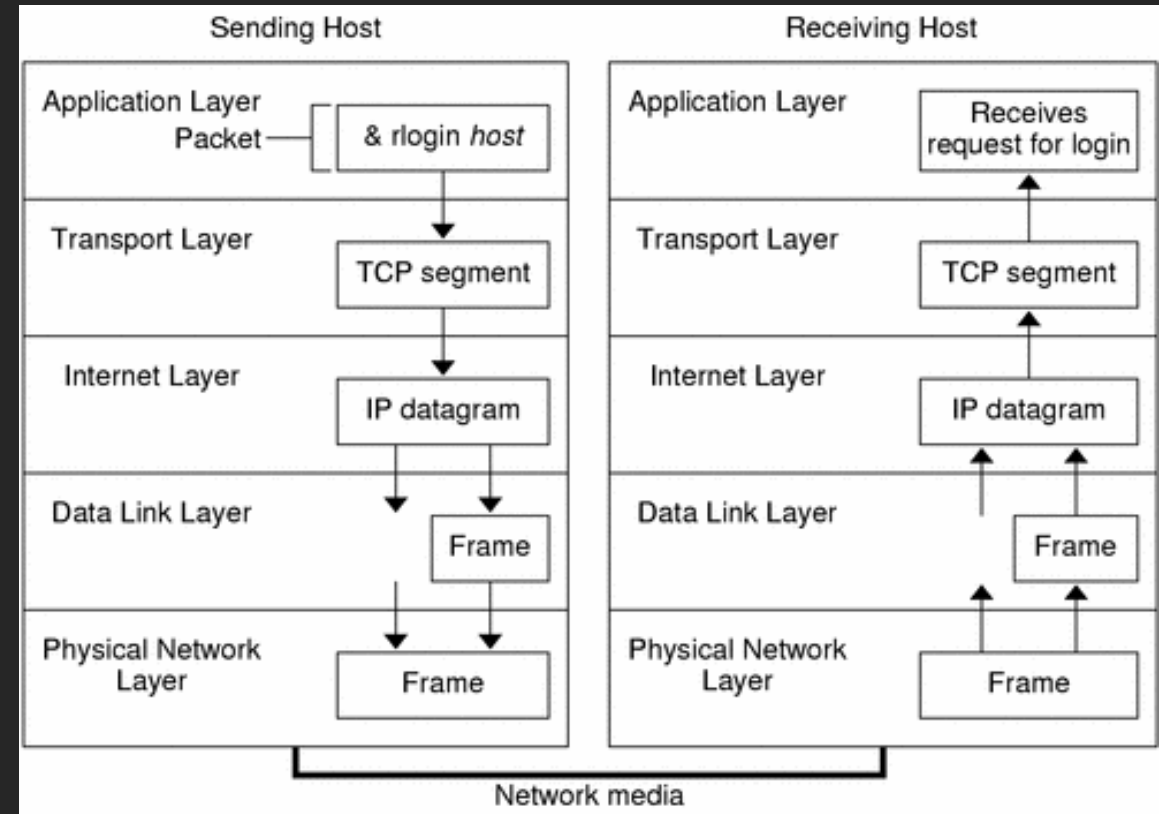 Sending Host
Receiving Host
Application Layer
Packet
& rlogin host
Transport Layer
TCP segment
Internet Layer
IP datagram
Data Link Layer
Frame
Physical Network
Layer
Frame
Application Layer
Receives
request for login
Transport Layer
TCP segment
Internet Layer
IP datagram
Data Link Layer
Frame
Physical Network
Layer
Frame
Network media